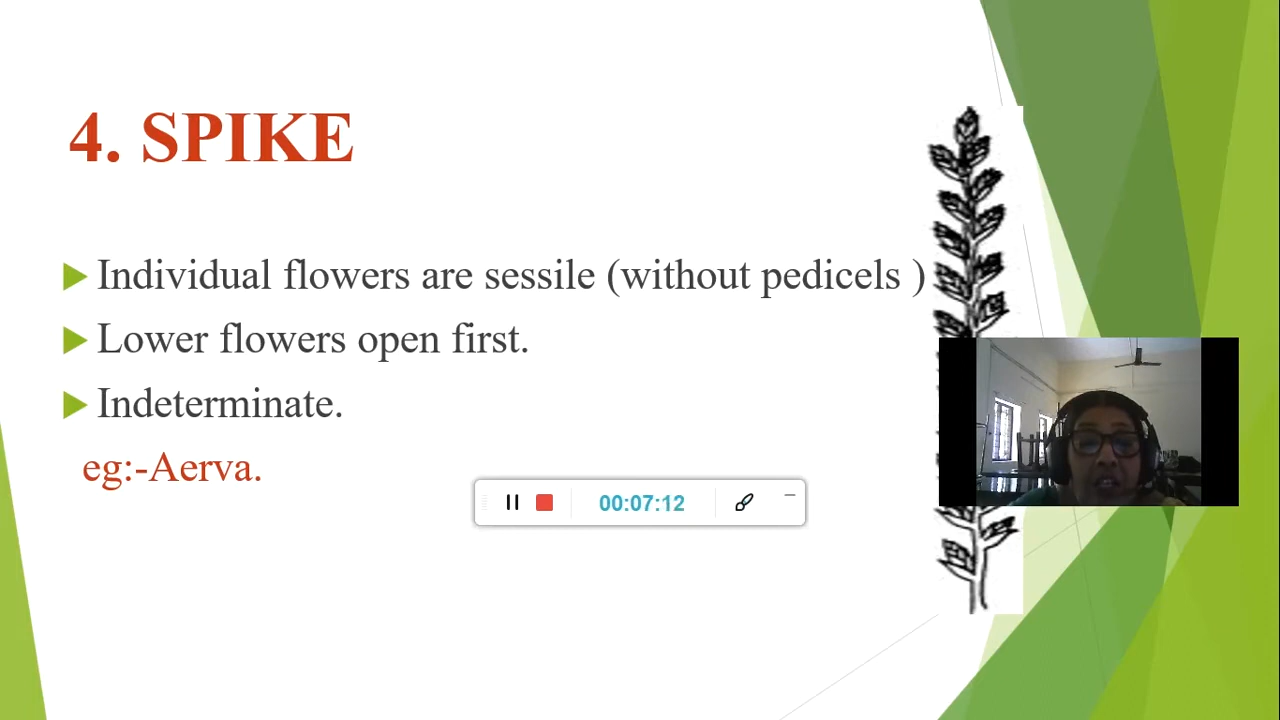 4. SPIKE
Individual flowers are sessile (without pedicels )
Lower flowers open first.
Indeterminate.
eg:-Aerva.
00:07:12